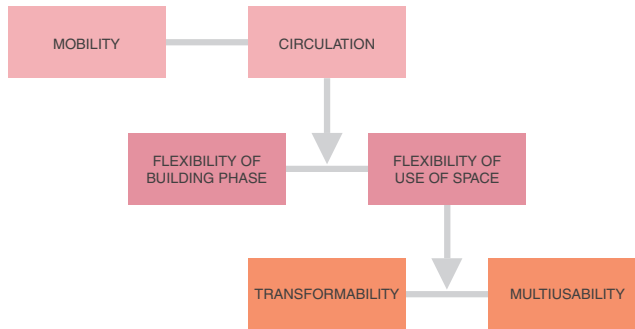 MOBILITY
CIRCULATION
FLEXIBILITY OF
BUILDING PHASE
FLEXIBILITY OF
USE OF SPACE
TRANSFORMABILITY
MULTIUSABILITY